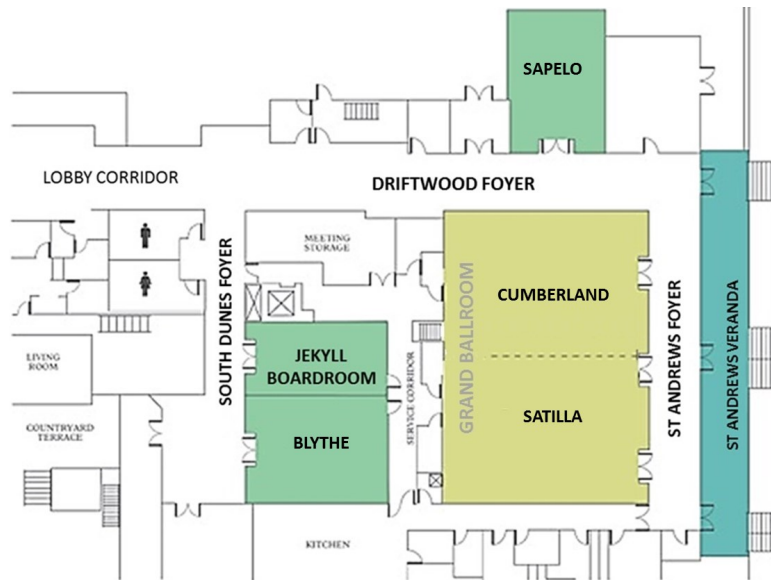 SAPELO
LOBBY CORRIDOR
DRIFTWOOD FOYER
MEETING
STORAGE
SOUTH DUNES FOYER
GRAND BALLROOM
CUMBERLAND
ST ANDREWS FOYER
ST ANDREWS VERANDA
LIVING
ROOM
JEKYLL
BOARDROOM
SERVICE CORRIDOR
SATILLA
COUNTRYARD
TERRACE
BLYTHE
KITCHEN